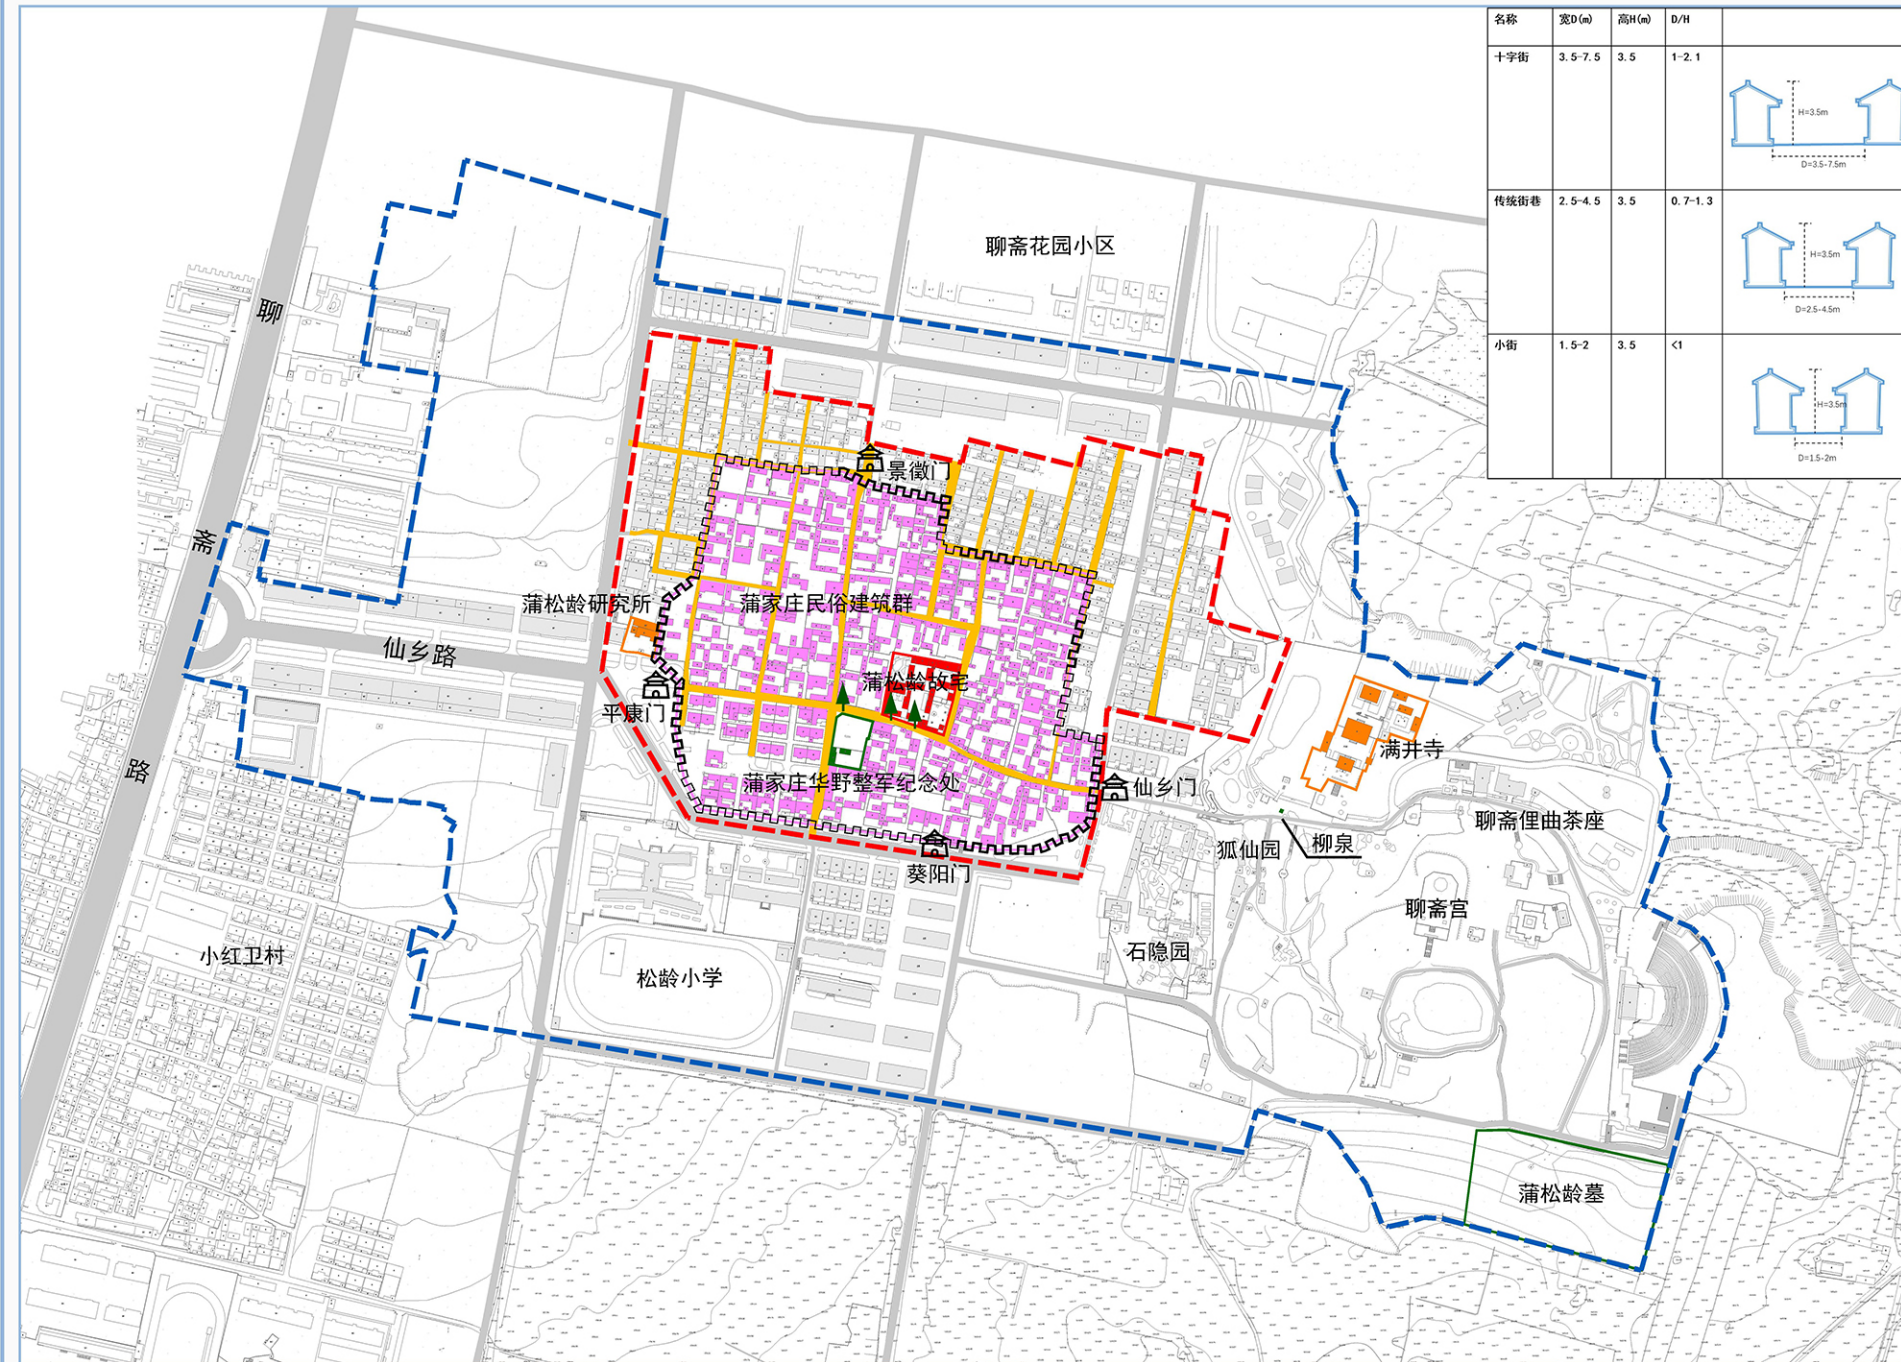 名称 宽D(m) 高H(m) D/H
十字街 3.5-7.5 3.5 1-2.1
H=3.5m
D=3.5-7.5m
传统街巷 2.5-4.5 3.5 0.7-1.3
H=3.5m
D=2.5-4.5m
小街 1.5-2 3.5 <1
H=3.5m
D=1.5-2m
聊斋花园小区
聊
斋
路
景徽门
蒲松龄研究所
蒲家庄民俗建筑群
仙乡路
蒲松龄故宅
平康门
满井寺
蒲家庄华野整军纪念处
仙乡门
聊斋俚曲茶座
狐仙园
柳泉
葵阳门
聊斋宫
小红卫村
松龄小学
石隐园
蒲松龄墓